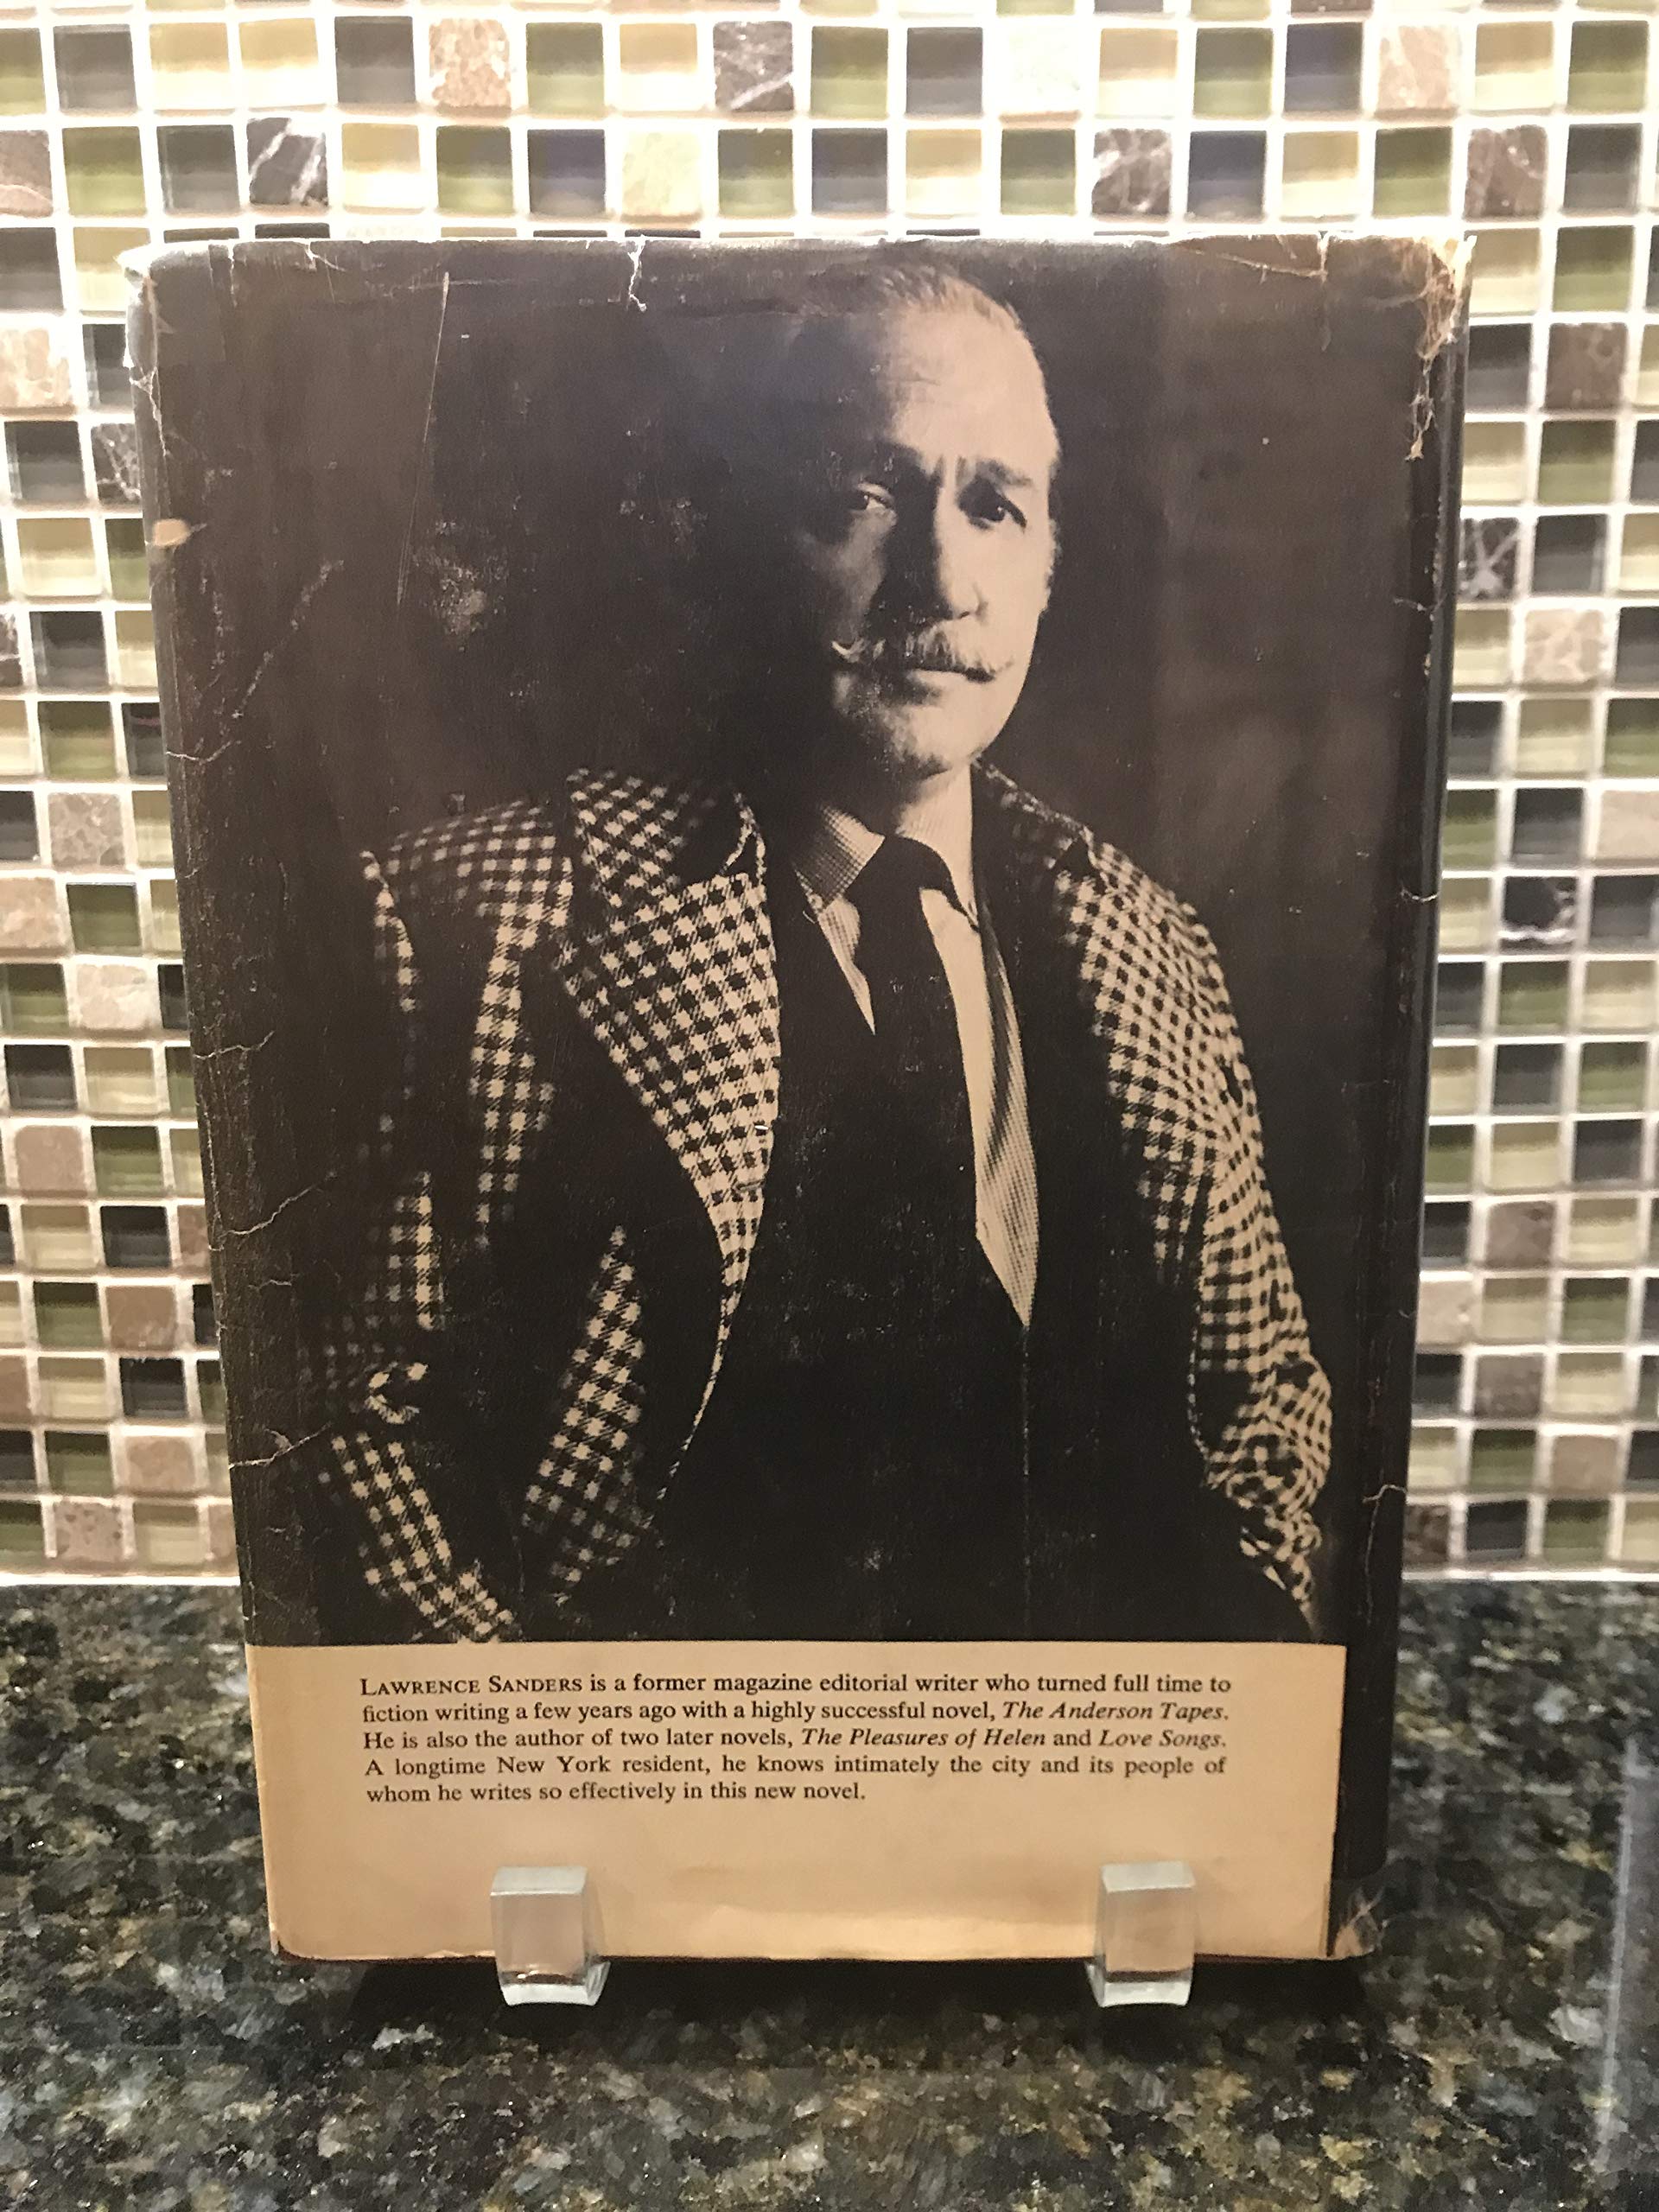 LAWRENCE SANDERS is a former magazine editorial writer who turned full time to
fiction writing a few years ago with a highly successful novel, The Anderson Tapes.
He is also the author of two later novels, The Pleasures of Helen and Love Songs.
A longtime New York resident, he knows intimately the city and its people of
whom he writes so effectively in this new novel.